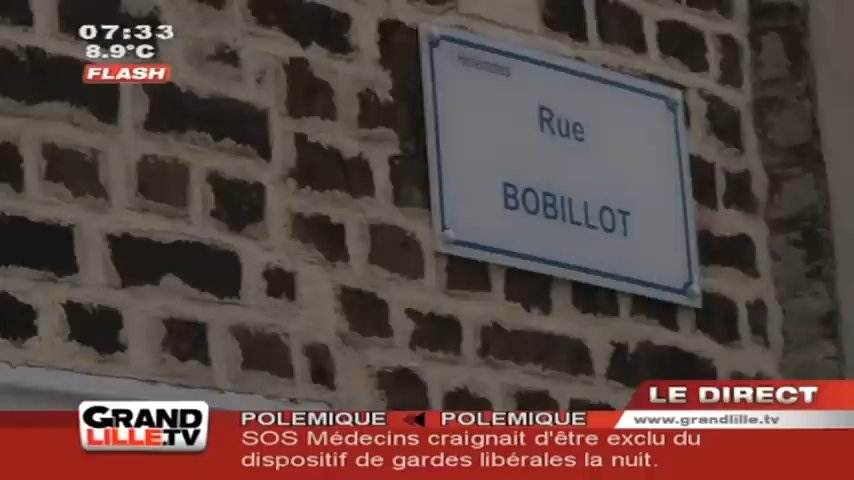 07:33
8.9°C
FLASH
Hellemmes
Rue
BOBILLOT
LE DIRECT
www.grandlille.tv
GRAND
LILLE.TV
POLEMIQUE POLEMIQUE
SOS Médecins craignait d'être exclu du
dispositif de gardes libérales la nuit.